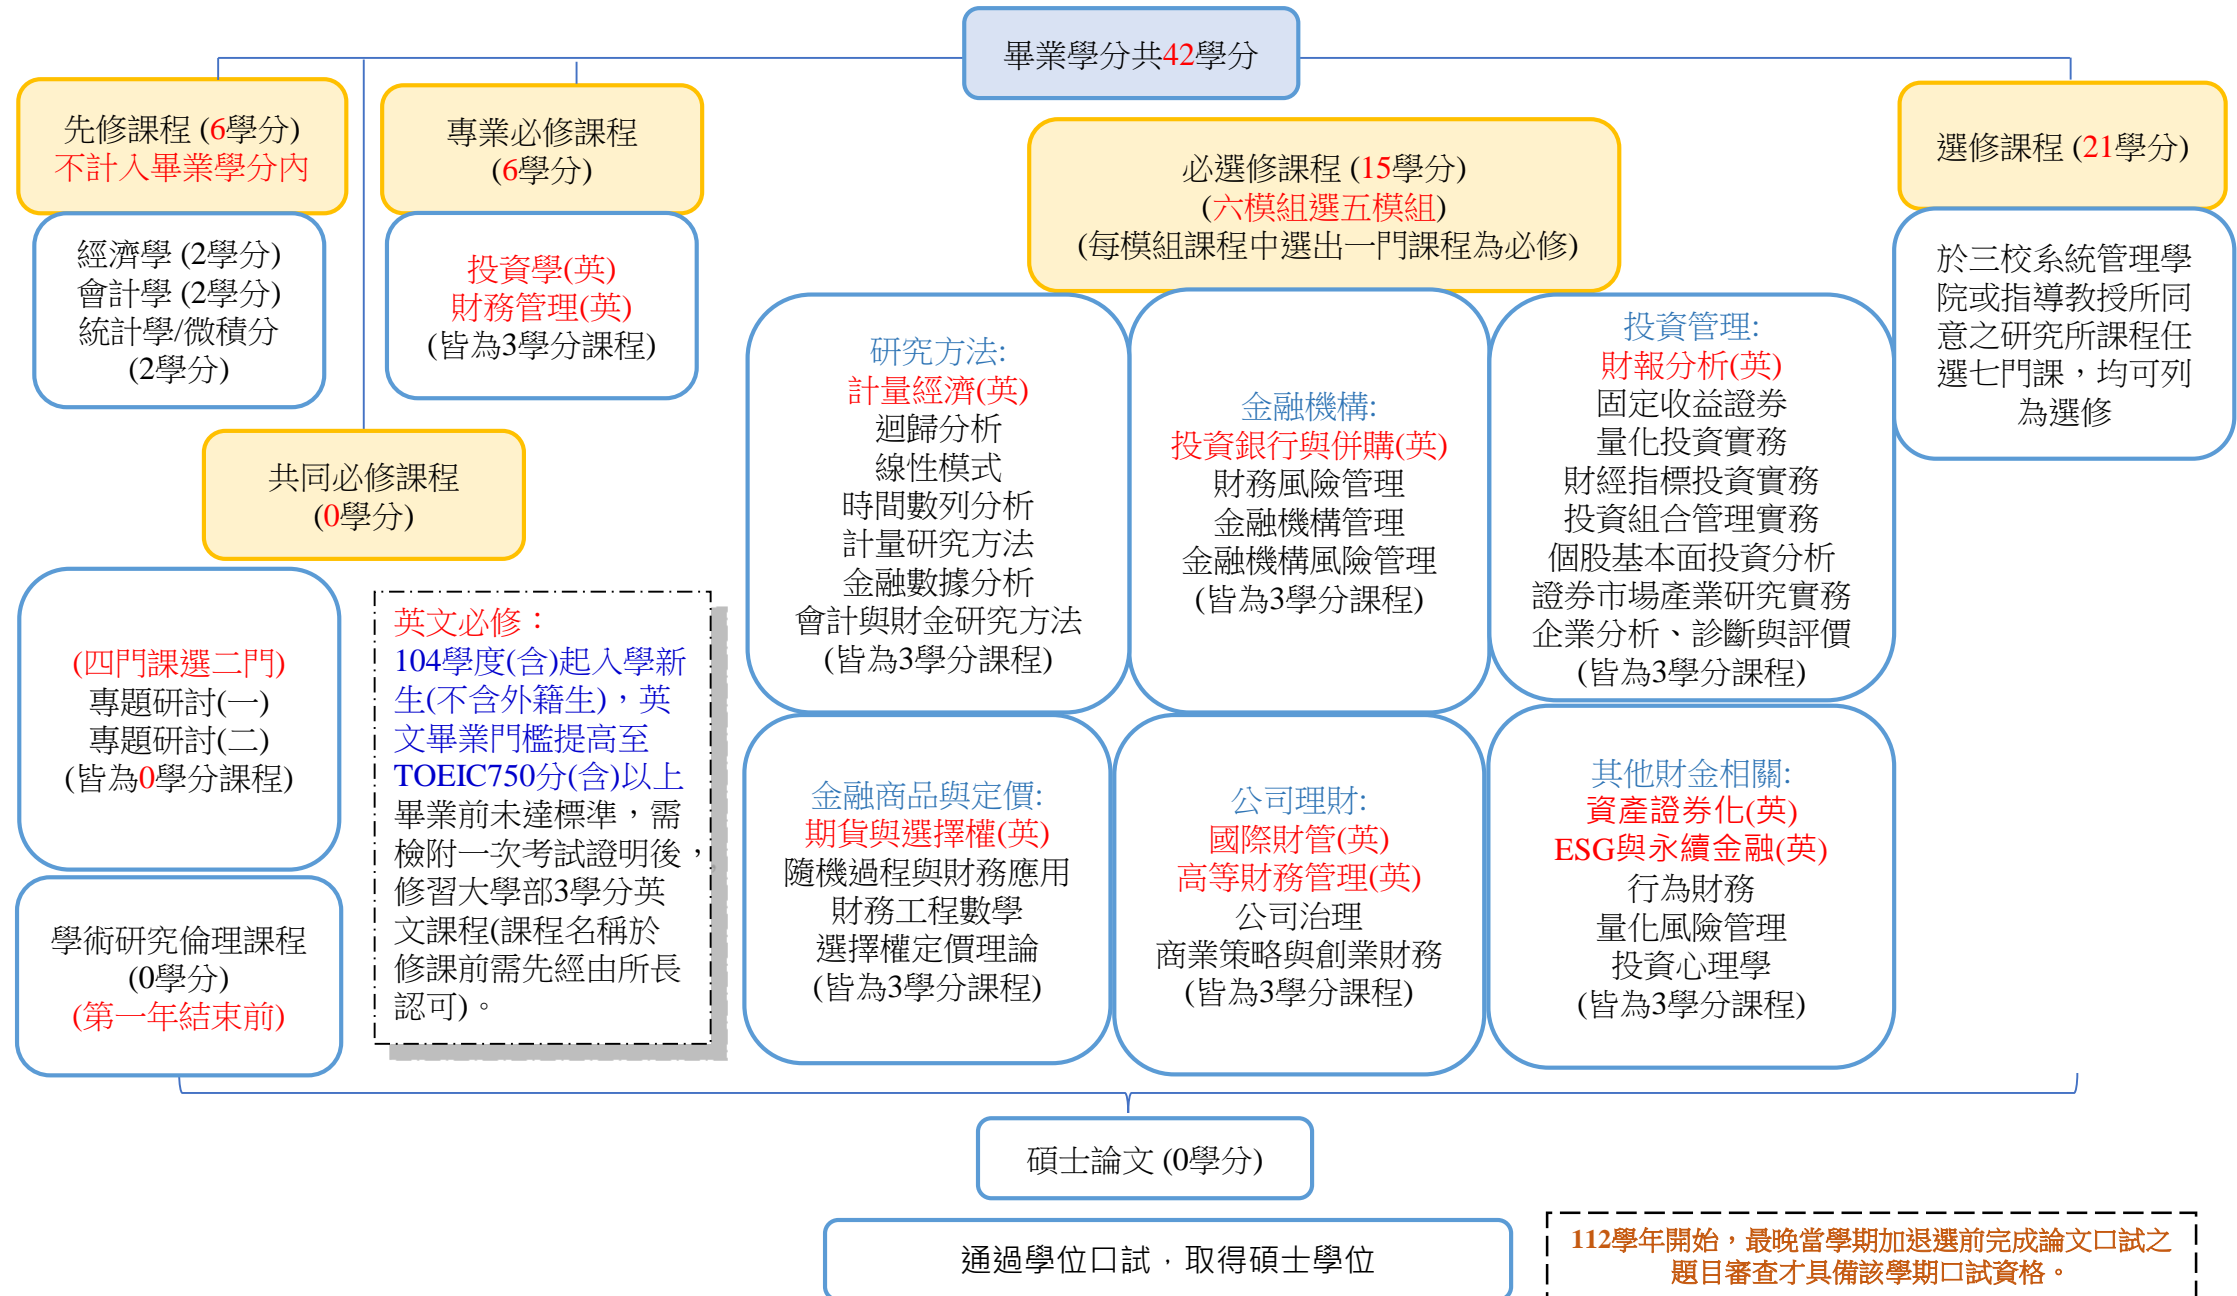 畢業學分共42學分
先修課程 (6學分)
不計入畢業學分內
經濟學 (2學分)
會計學 (2學分)
統計學/微積分
(2學分)
專業必修課程
(6學分)
投資學(英)
財務管理(英)
(皆為3學分課程)
共同必修課程
(0學分)
(四門課選二門)
專題研討(一)
專題研討(二)
(皆為0學分課程)
學術研究倫理課程
(0學分)
(第一年結束前)
英文必修：
104學度(含)起入學新
生(不含外籍生)，英
文畢業門檻提高至
TOEIC750分(含)以上
畢業前未達標準，需
檢附一次考試證明後，
修習大學部3學分英
文課程(課程名稱於
修課前需先經由所長
認可)。
必選修課程 (15學分)
(六模組選五模組)
(每模組課程中選出一門課程為必修)
研究方法:
計量經濟(英)
迴歸分析
線性模式
時間數列分析
計量研究方法
金融數據分析
會計與財金研究方法
(皆為3學分課程)
金融機構:
投資銀行與併購(英)
財務風險管理
金融機構管理
金融機構風險管理
(皆為3學分課程)
投資管理:
財報分析(英)
固定收益證券
量化投資實務
財經指標投資實務
投資組合管理實務
個股基本面投資分析
證券市場產業研究實務
企業分析、診斷與評價
(皆為3學分課程)
金融商品與定價:
期貨與選擇權(英)
隨機過程與財務應用
財務工程數學
選擇權定價理論
(皆為3學分課程)
公司理財:
國際財管(英)
高等財務管理(英)
公司治理
商業策略與創業財務
(皆為3學分課程)
其他財金相關:
資產證券化(英)
ESG與永續金融(英)
行為財務
量化風險管理
投資心理學
(皆為3學分課程)
選修課程 (21學分)
於三校系統管理學
院或指導教授所同
意之研究所課程任
選七門課，均可列
為選修
碩士論文 (0學分)
通過學位口試，取得碩士學位
112學年開始，最晚當學期加退選前完成論文口試之
題目審查才具備該學期口試資格。